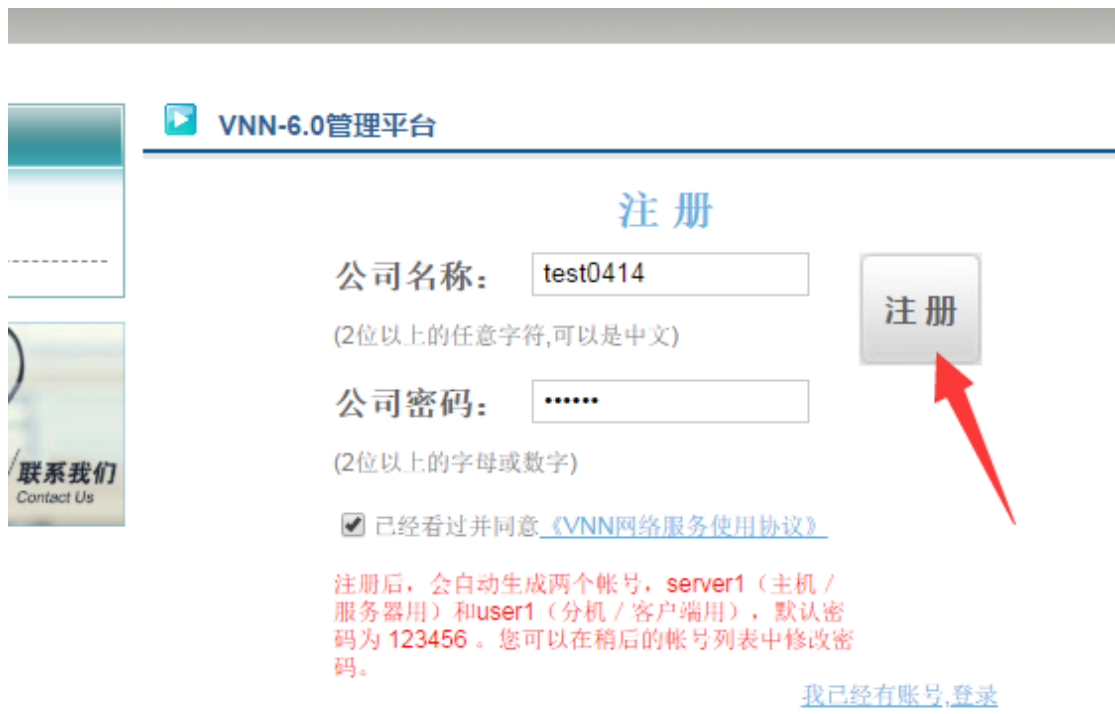 VNN-6.0管理平台
注 册
公司名称： test0414
注 册
(2位以上的任意字符,可以是中文)
公司密码： ••••••
(2位以上的字母或数字)
联系我们
Contact Us
已经看过并同意《VNN网络服务使用协议》
注册后，会自动生成两个帐号，server1（主机 /
服务器用）和user1（分机 / 客户端用），默认密
码为 123456 。您可以在稍后的帐号列表中修改密
码。
我已经有账号,登录